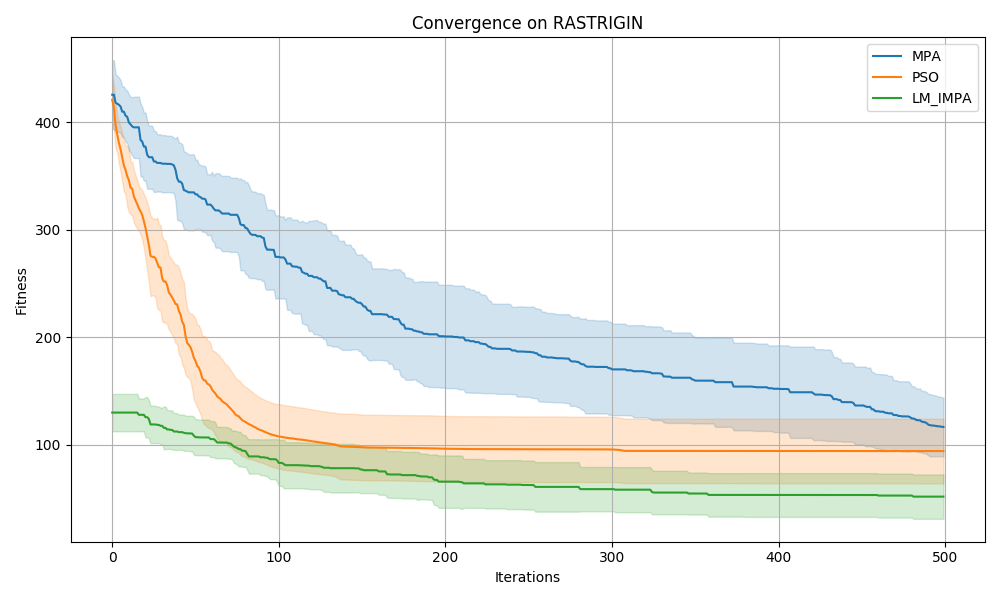 Convergence on RASTRIGIN
MPA
PSO
LM_IMPA
Fitness
400
300
200
100
0
100
200
300
400
500
Iterations